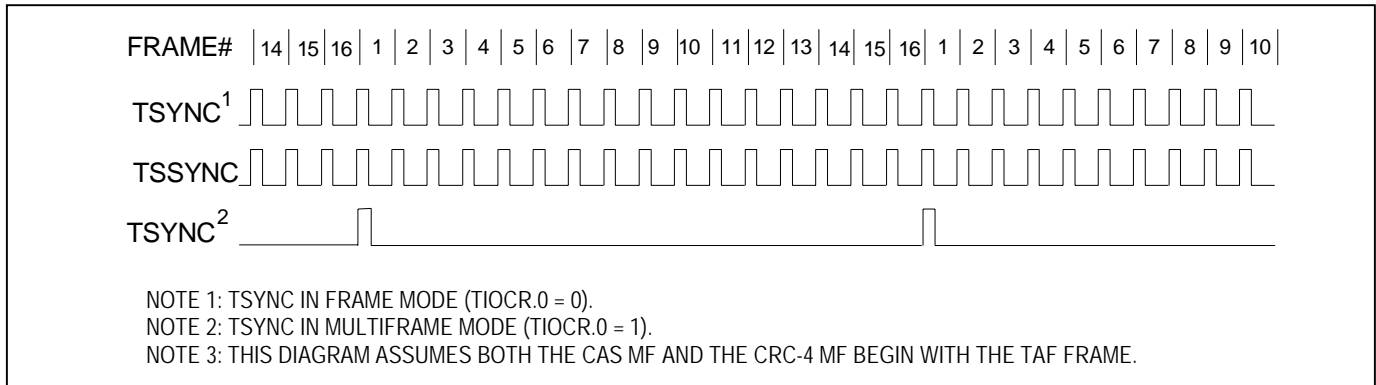 FRAME# 14 15 16 1 2 3 4 5 6 7 8 9 10 11 12 13 14 15 16 1 2 3 4 5 6 7 8 9 10
TSYNC1
TSSYNC
TSYNC2
NOTE 1: TSYNC IN FRAME MODE (TIOCR.0 = 0).
NOTE 2: TSYNC IN MULTIFRAME MODE (TIOCR.0 = 1).
NOTE 3: THIS DIAGRAM ASSUMES BOTH THE CAS MF AND THE CRC-4 MF BEGIN WITH THE TAF FRAME.